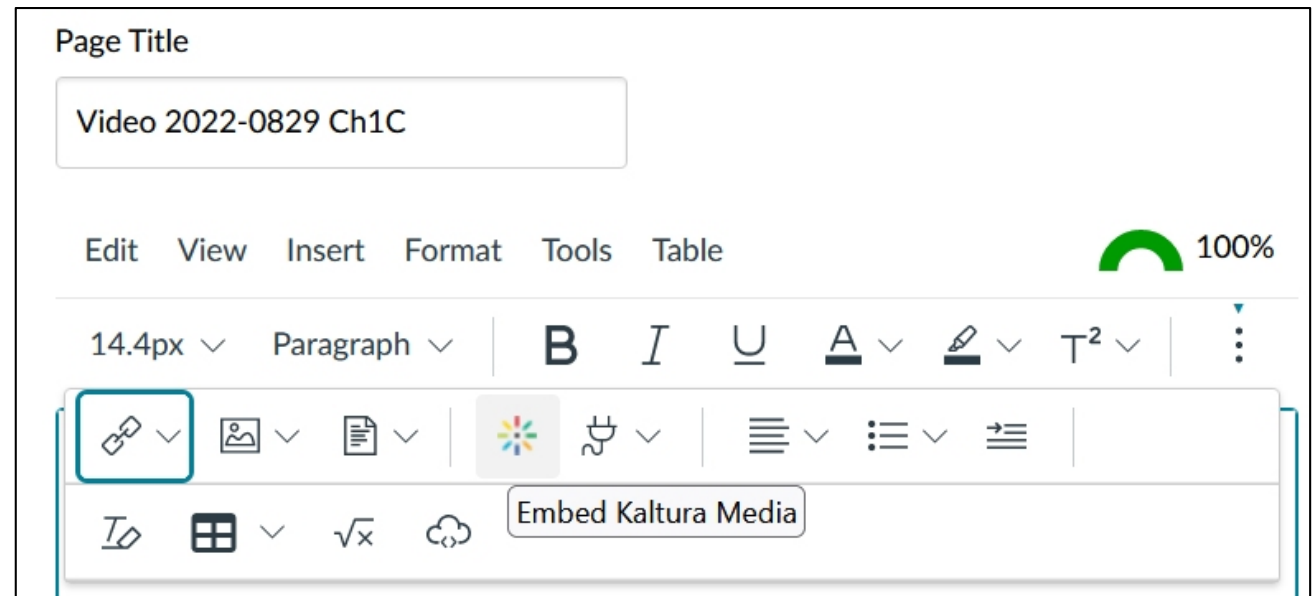 Page Title
Video 2022-0829 Ch1C
Edit View Insert Format Tools Table 100%
14.4px Paragraph B I U A T²
Embed Kaltura Media